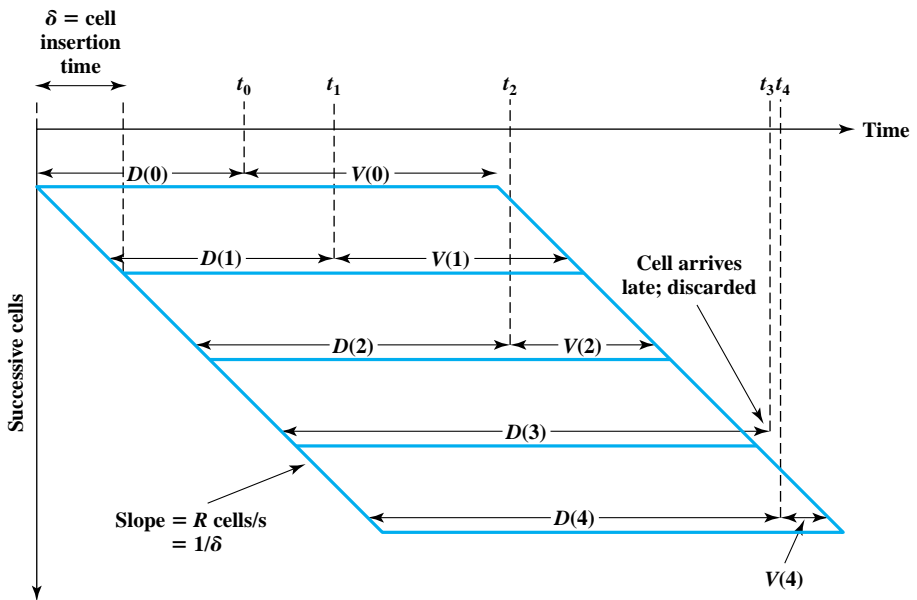 δ = cell
insertion
time
t0
t1
t2
t3 t4
Time
D(0)
V(0)
D(1)
V(1)
Cell arrives
late; discarded
D(2)
V(2)
Successive cells
D(3)
Slope = R cells/s
= 1/δ
D(4)
V(4)